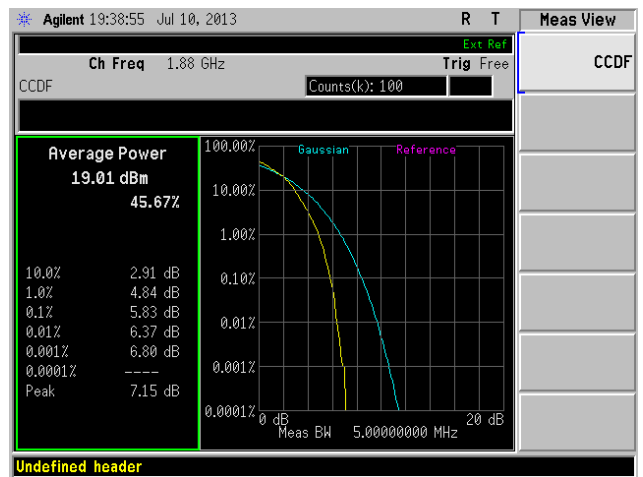 Agilent 19:38:55 Jul 10, 2013 R T
Meas View
Ext Ref
Ch Freq 1.88 GHz Trig Free
CCDF Counts(k): 100
CCDF
Average Power
19.01 dBm
45.67%
10.0% 2.91 dB
1.0% 4.84 dB
0.1% 5.83 dB
0.01% 6.37 dB
0.001% 6.80 dB
0.0001% ----
Peak 7.15 dB
Gaussian Reference
100.00%
10.00%
1.00%
0.10%
0.01%
0.001%
0.0001%
0 dB 20 dB
Meas BW 5.00000000 MHz
Undefined header